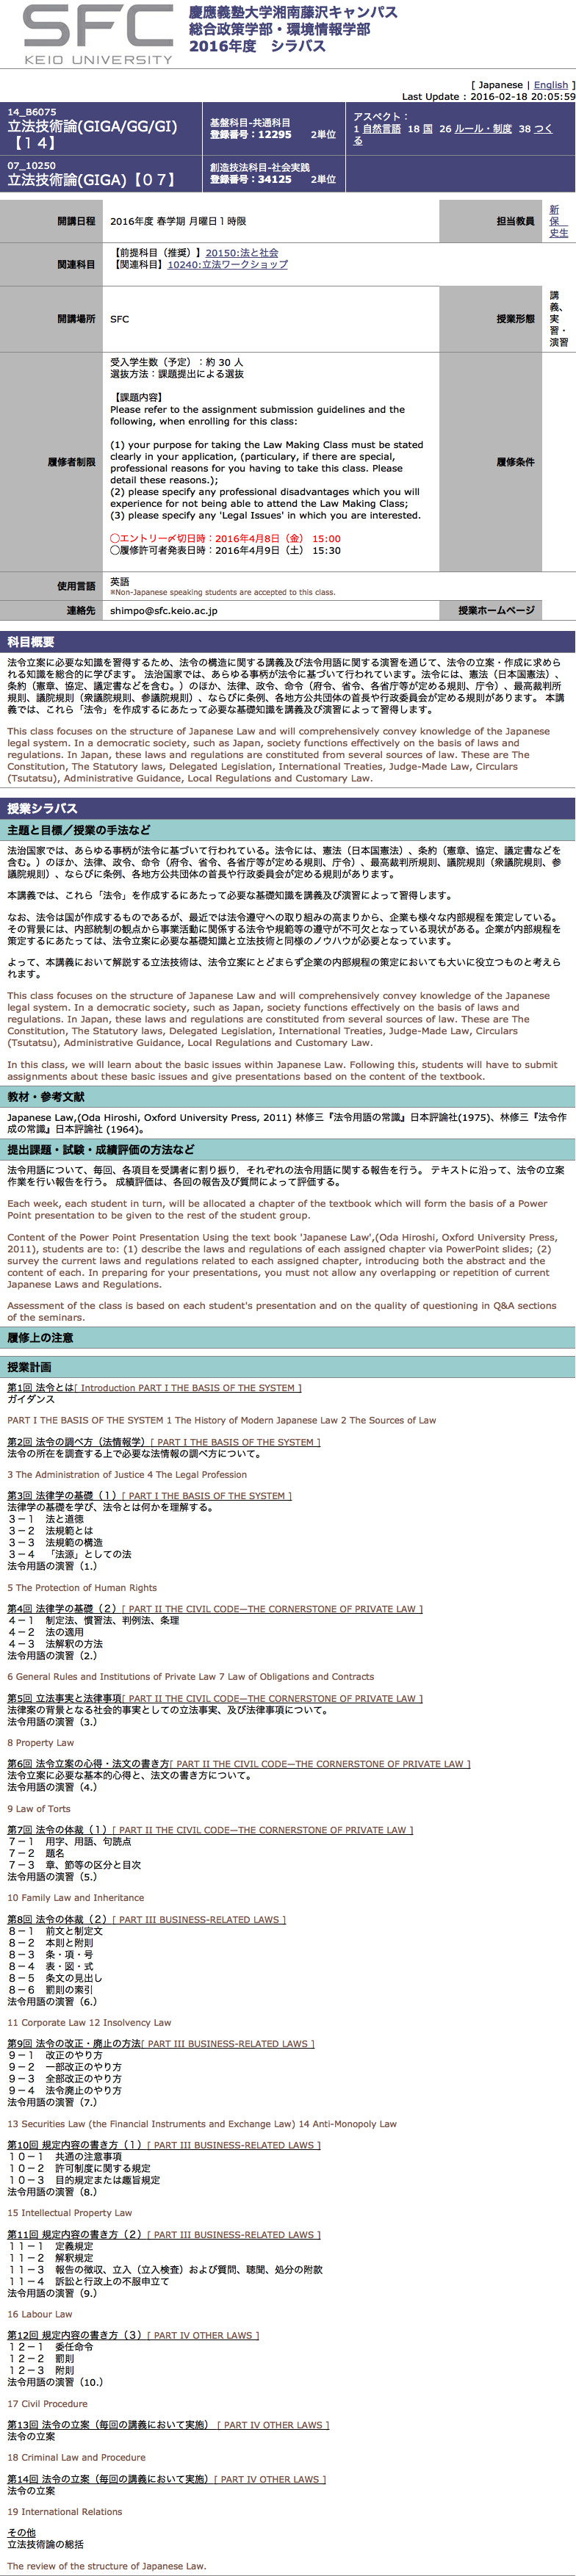 SFC
KEIO UNIVERSITY
慶應義塾大学湘南藤沢キャンパス
総合政策学部・環境情報学部
2016年度　シラバス
[ Japanese | English ]
Last Update : 2016-02-18 20:05:59
14_B6075
立法技術論(GIGA/GG/GI)
【１４】
基盤科目-共通科目
登録番号：12295　2単位
アスペクト：
1 自然言語 18 国 26 ルール・制度 38 つく
る
07_10250
立法技術論(GIGA)【０７】
創造技法科目-社会実践
登録番号：34125　2単位
開講日程
2016年度 春学期 月曜日１時限
担当教員
新
保
史生
関連科目
【前提科目（推奨）】20150:法と社会
【関連科目】10240:立法ワークショップ
開講場所
SFC
授業形態
講
義、
実
習・
演習
履修者制限
受入学生数（予定）：約 30 人
選抜方法：課題提出による選抜
【課題内容】
Please refer to the assignment submission guidelines and the
following, when enrolling for this class:
(1) your purpose for taking the Law Making Class must be stated
clearly in your application, (particulary, if there are special,
professional reasons for you having to take this class. Please
detail these reasons.);
(2) please specify any professional disadvantages which you will
experience for not being able to attend the Law Making Class;
(3) please specify any 'Legal Issues' in which you are interested.
◯エントリー〆切日時：2016年4月8日（金） 15:00
◯履修許可者発表日時：2016年4月9日（土） 15:30
履修条件
使用言語
英語
※Non-Japanese speaking students are accepted to this class.
連絡先
shimpo@sfc.keio.ac.jp
授業ホームページ
科目概要
法令立案に必要な知識を習得するため、法令の構造に関する講義及び法令用語に関する演習を通じて、法令の立案・作成に求めら
れる知識を総合的に学びます。 法治国家では、あらゆる事柄が法令に基づいて行われています。法令には、憲法（日本国憲法）、
条約（憲章、協定、議定書などを含む。）のほか、法律、政令、命令（府令、省令、各省庁等が定める規則、庁令）、最高裁判所
規則、議院規則（衆議院規則、参議院規則）、ならびに条例、各地方公共団体の首長や行政委員会が定める規則があります。 本講
義では、これら「法令」を作成するにあたって必要な基礎知識を講義及び演習によって習得します。
This class focuses on the structure of Japanese Law and will comprehensively convey knowledge of the Japanese
legal system. In a democratic society, such as Japan, society functions effectively on the basis of laws and
regulations. In Japan, these laws and regulations are constituted from several sources of law. These are The
Constitution, The Statutory laws, Delegated Legislation, International Treaties, Judge-Made Law, Circulars
(Tsutatsu), Administrative Guidance, Local Regulations and Customary Law.
授業シラバス
主題と目標／授業の手法など
法治国家では、あらゆる事柄が法令に基づいて行われている。法令には、憲法（日本国憲法）、条約（憲章、協定、議定書などを
含む。）のほか、法律、政令、命令（府令、省令、各省庁等が定める規則、庁令）、最高裁判所規則、議院規則（衆議院規則、参
議院規則）、ならびに条例、各地方公共団体の首長や行政委員会が定める規則があります。
本講義では、これら「法令」を作成するにあたって必要な基礎知識を講義及び演習によって習得します。
なお、法令は国が作成するものであるが、最近では法令遵守への取り組みの高まりから、企業も様々な内部規程を策定している。
その背景には、内部統制の観点から事業活動に関係する法令や規範等の遵守が不可欠となっている現状がある。企業が内部規程を
策定するにあたっては、法令立案に必要な基礎知識と立法技術と同様のノウハウが必要となっています。
よって、本講義において解説する立法技術は、法令立案にとどまらず企業の内部規程の策定においても大いに役立つものと考えら
れます。
This class focuses on the structure of Japanese Law and will comprehensively convey knowledge of the Japanese
legal system. In a democratic society, such as Japan, society functions effectively on the basis of laws and
regulations. In Japan, these laws and regulations are constituted from several sources of law. These are The
Constitution, The Statutory laws, Delegated Legislation, International Treaties, Judge-Made Law, Circulars
(Tsutatsu), Administrative Guidance, Local Regulations and Customary Law.
In this class, we will learn about the basic issues within Japanese Law. Following this, students will have to submit
assignments about these basic issues and give presentations based on the content of the textbook.
教材・参考文献
Japanese Law,(Oda Hiroshi, Oxford University Press, 2011) 林修三『法令用語の常識』日本評論社(1975)、林修三『法令作
成の常識』日本評論社 (1964)。
提出課題・試験・成績評価の方法など
法令用語について、毎回、各項目を受講者に割り振り、それぞれの法令用語に関する報告を行う。 テキストに沿って、法令の立案
作業を行い報告を行う。 成績評価は、各回の報告及び質問によって評価する。
Each week, each student in turn, will be allocated a chapter of the textbook which will form the basis of a Power
Point presentation to be given to the rest of the student group.
Content of the Power Point Presentation Using the text book 'Japanese Law',(Oda Hiroshi, Oxford University Press,
2011), students are to: (1) describe the laws and regulations of each assigned chapter via PowerPoint slides; (2)
survey the current laws and regulations related to each assigned chapter, introducing both the abstract and the
content of each. In preparing for your presentations, you must not allow any overlapping or repetition of current
Japanese Laws and Regulations.
Assessment of the class is based on each student's presentation and on the quality of questioning in Q&A sections
of the seminars.
履修上の注意
授業計画
第1回 法令とは[ Introduction PART I THE BASIS OF THE SYSTEM ]
ガイダンス
PART I THE BASIS OF THE SYSTEM 1 The History of Modern Japanese Law 2 The Sources of Law
第2回 法令の調べ方（法情報学）[ PART I THE BASIS OF THE SYSTEM ]
法令の所在を調査する上で必要な法情報の調べ方について。
3 The Administration of Justice 4 The Legal Profession
第3回 法律学の基礎（１）[ PART I THE BASIS OF THE SYSTEM ]
法律学の基礎を学び、法令とは何かを理解する。
３－１　法と道徳
３－２　法規範とは
３－３　法規範の構造
３－４　「法源」としての法
法令用語の演習（1.）
5 The Protection of Human Rights
第4回 法律学の基礎（２）[ PART II THE CIVIL CODE—THE CORNERSTONE OF PRIVATE LAW ]
４－１　制定法、慣習法、判例法、条理
４－２　法の適用
４－３　法解釈の方法
法令用語の演習（2.）
6 General Rules and Institutions of Private Law 7 Law of Obligations and Contracts
第5回 立法事実と法律事項[ PART II THE CIVIL CODE—THE CORNERSTONE OF PRIVATE LAW ]
法律案の背景となる社会的事実としての立法事実、及び法律事項について。
法令用語の演習（3.）
8 Property Law
第6回 法令立案の心得・法文の書き方[ PART II THE CIVIL CODE—THE CORNERSTONE OF PRIVATE LAW ]
法令立案に必要な基本的心得と、法文の書き方について。
法令用語の演習（4.）
9 Law of Torts
第7回 法令の体裁（１）[ PART II THE CIVIL CODE—THE CORNERSTONE OF PRIVATE LAW ]
７－１　用字、用語、句読点
７－２　題名
７－３　章、節等の区分と目次
法令用語の演習（5.）
10 Family Law and Inheritance
第8回 法令の体裁（２）[ PART III BUSINESS-RELATED LAWS ]
８－１　前文と制定文
８－２　本則と附則
８－３　条・項・号
８－４　表・図・式
８－５　条文の見出し
８－６　罰則の索引
法令用語の演習（6.）
11 Corporate Law 12 Insolvency Law
第9回 法令の改正・廃止の方法[ PART III BUSINESS-RELATED LAWS ]
９－１　改正のやり方
９－２　一部改正のやり方
９－３　全部改正のやり方
９－４　法令廃止のやり方
法令用語の演習（7.）
13 Securities Law (the Financial Instruments and Exchange Law) 14 Anti-Monopoly Law
第10回 規定内容の書き方（１）[ PART III BUSINESS-RELATED LAWS ]
１０－１　共通の注意事項
１０－２　許可制度に関する規定
１０－３　目的規定または趣旨規定
法令用語の演習（8.）
15 Intellectual Property Law
第11回 規定内容の書き方（２）[ PART III BUSINESS-RELATED LAWS ]
１１－１　定義規定
１１－２　解釈規定
１１－３　報告の徴収、立入（立入検査）および質問、聴聞、処分の附款
１１－４　訴訟と行政上の不服申立て
法令用語の演習（9.）
16 Labour Law
第12回 規定内容の書き方（３）[ PART IV OTHER LAWS ]
１２－１　委任命令
１２－２　罰則
１２－３　附則
法令用語の演習（10.）
17 Civil Procedure
第13回 法令の立案（毎回の講義において実施）[ PART IV OTHER LAWS ]
法令の立案
18 Criminal Law and Procedure
第14回 法令の立案（毎回の講義において実施）[ PART IV OTHER LAWS ]
法令の立案
19 International Relations
その他
立法技術論の総括
The review of the structure of Japanese Law.